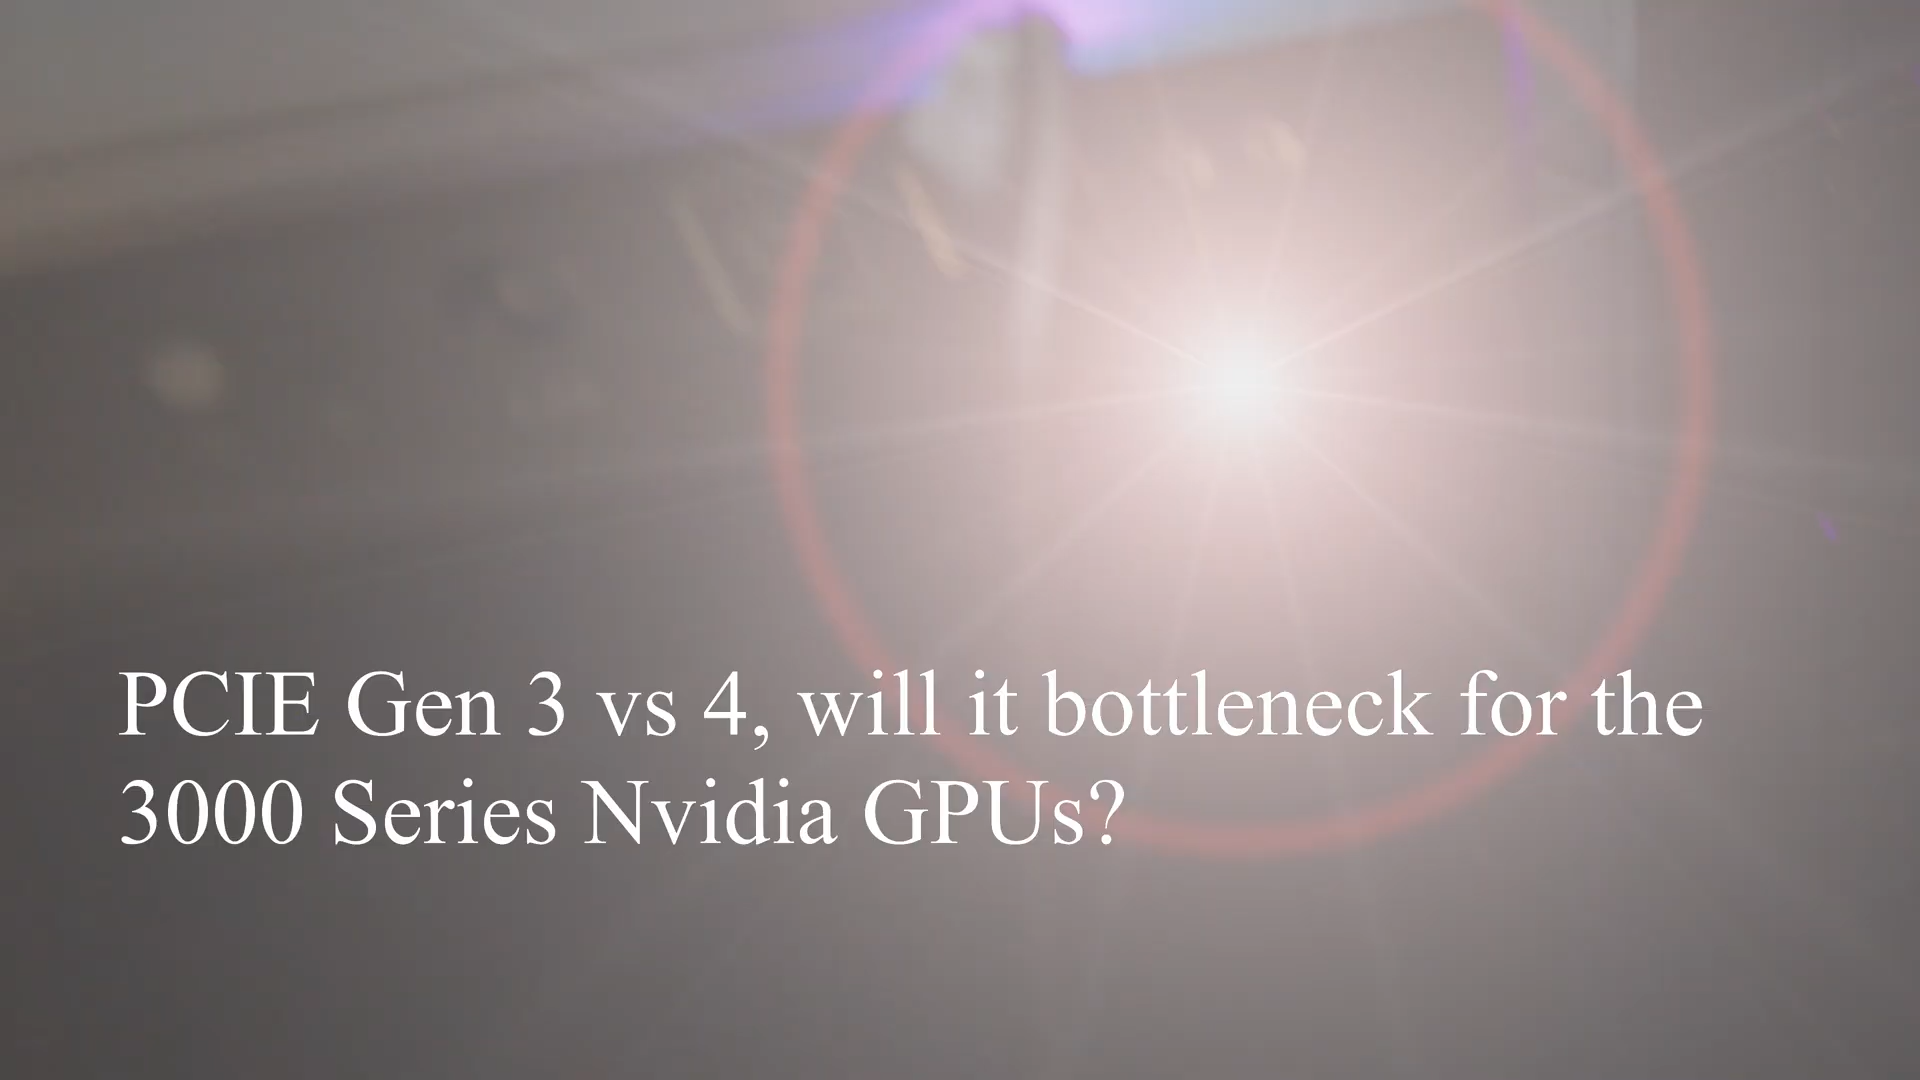 PCIE Gen 3 vs 4, will it bottleneck for the
3000 Series Nvidia GPUs?